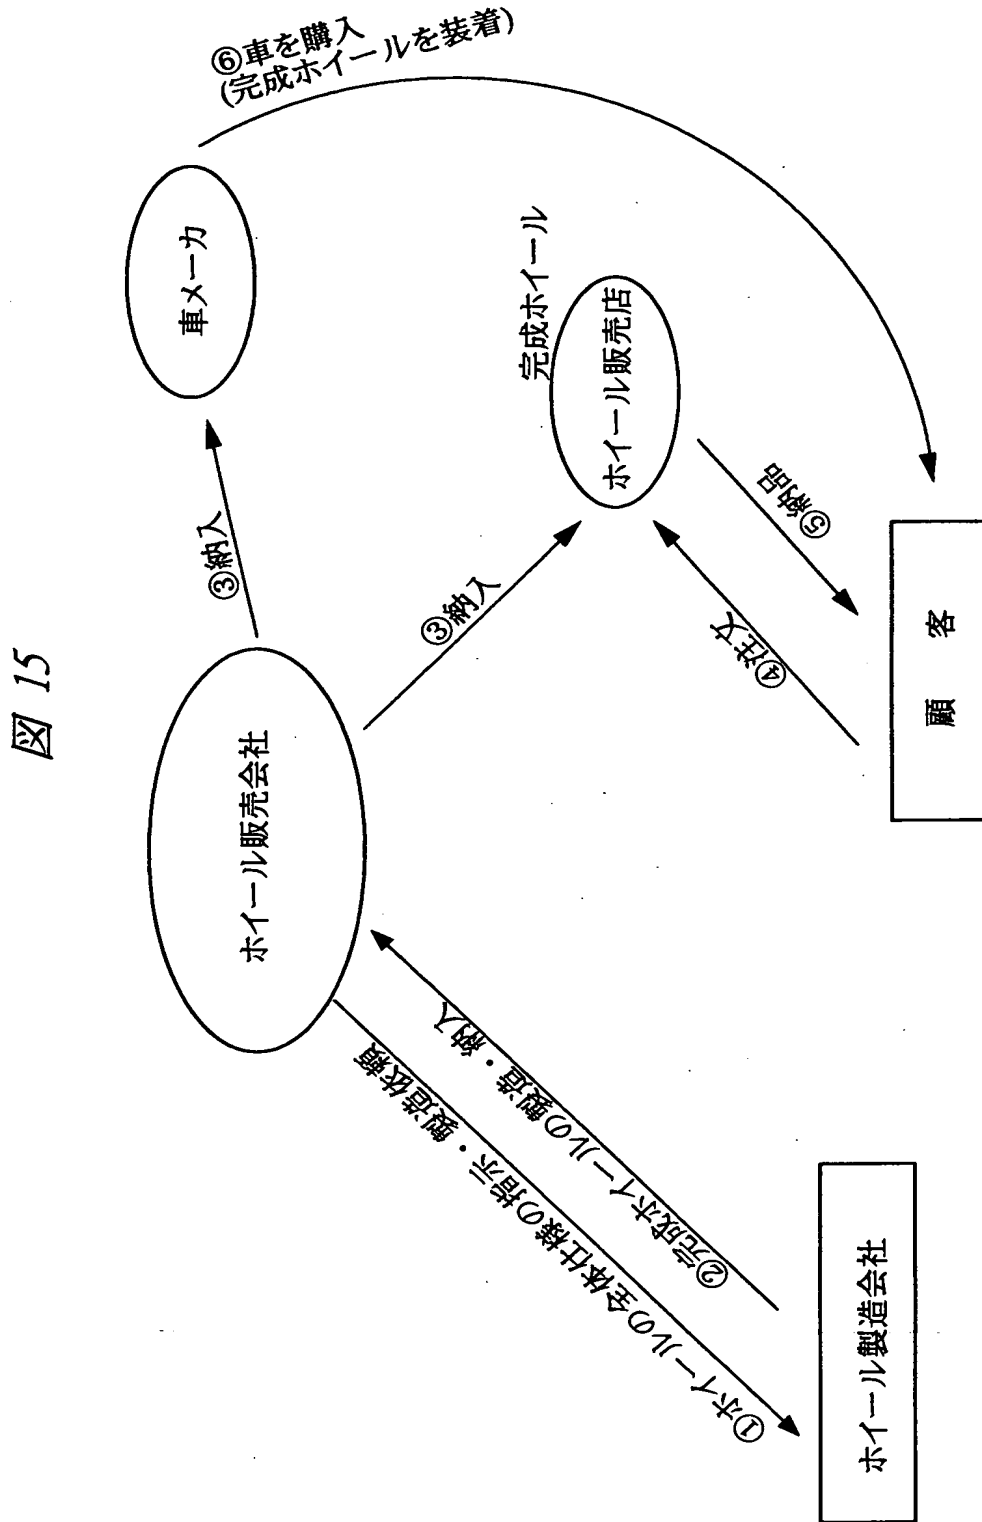 図 15
⑥車を購入
(完成ホイールを装着)
車メーカ
③納入
ホイール販売会社
③納入
完成ホイール
ホイール販売店
①ホイールの全体仕様の指示・製造依頼
②完成ホイールの製造・納入
④注文
⑤納品
ホイール製造会社
顧 客